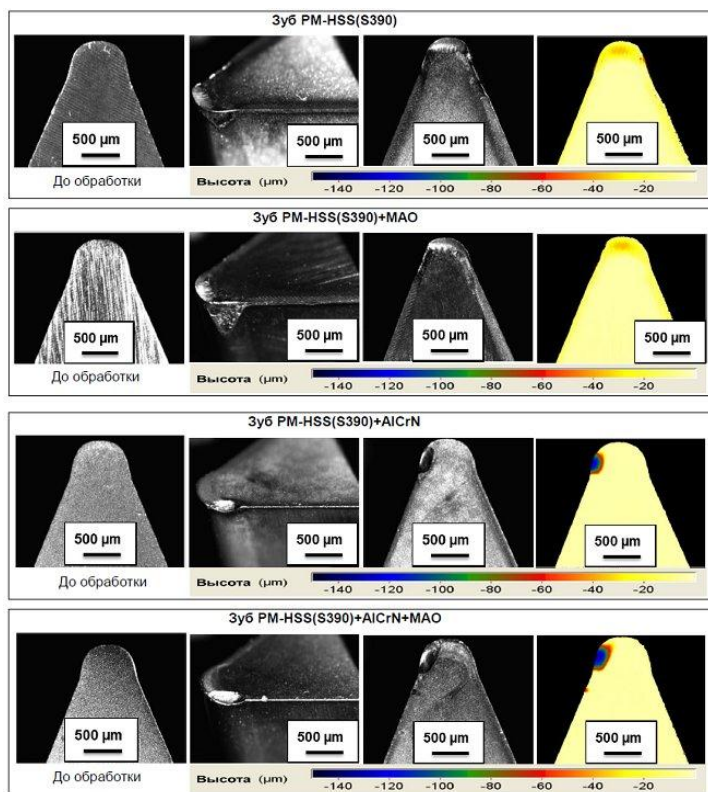 Зуб PM-HSS(S390)
500 µm 500 µm 500 µm 500 µm
До обработки
Высота (µm) -140 -120 -100 -80 -60 -40 -20
Зуб PM-HSS(S390)+MAO
500 µm 500 µm 500 µm 500 µm
До обработки
Высота (µm) -140 -120 -100 -80 -60 -40 -20
Зуб PM-HSS(S390)+AlCrN
500 µm 500 µm 500 µm 500 µm
До обработки
Высота (µm) -140 -120 -100 -80 -60 -40 -20
Зуб PM-HSS(S390)+AlCrN+MAO
500 µm 500 µm 500 µm 500 µm
До обработки
Высота (µm) -140 -120 -100 -80 -60 -40 -20